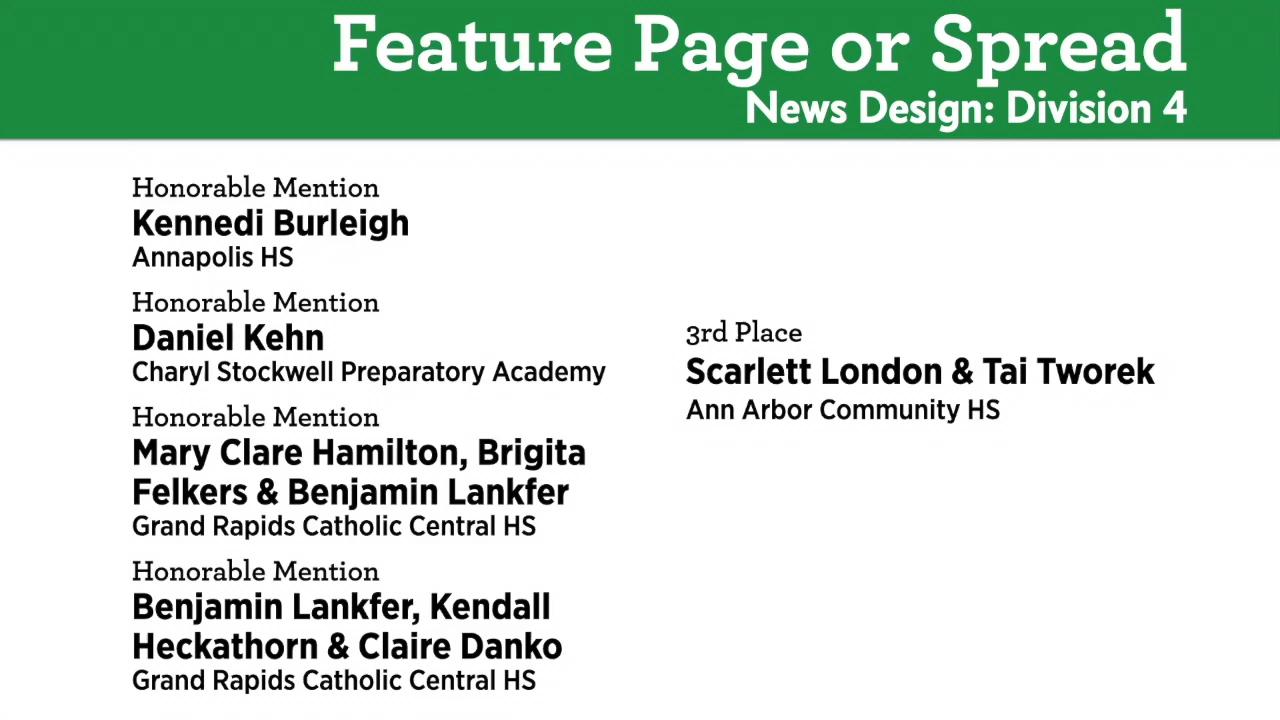 Feature Page or Spread
News Design: Division 4
Honorable Mention
Kennedi Burleigh
Annapolis HS
Honorable Mention
Daniel Kehn
Charyl Stockwell Preparatory Academy
Honorable Mention
Mary Clare Hamilton, Brigita
Felkers & Benjamin Lankfer
Grand Rapids Catholic Central HS
Honorable Mention
Benjamin Lankfer, Kendall
Heckathorn & Claire Danko
Grand Rapids Catholic Central HS
3rd Place
Scarlett London & Tai Tworek
Ann Arbor Community HS